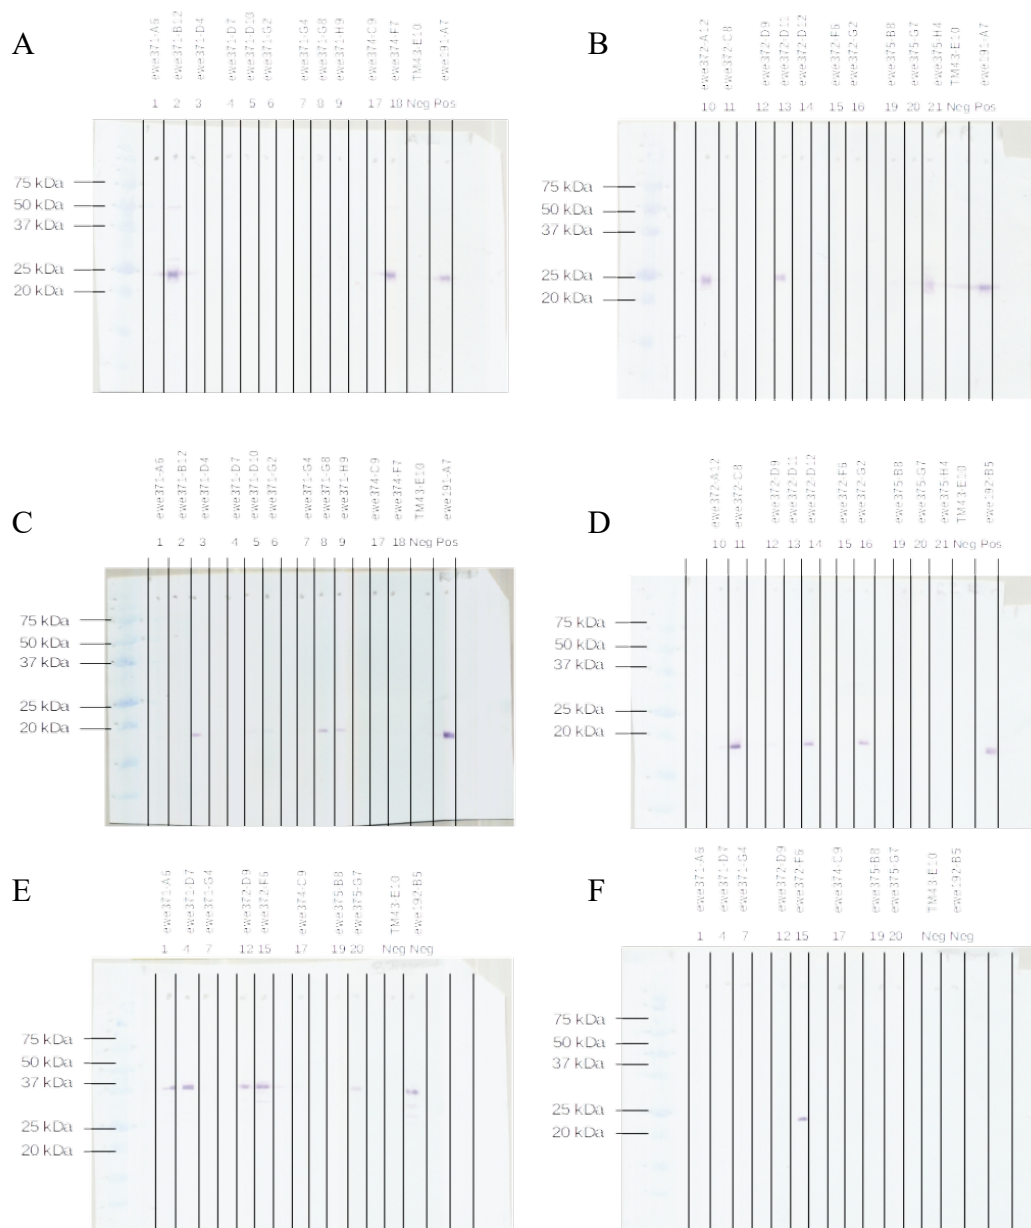 A
ewe371-A6
ewe371-B12
ewe371-D4
ewe371-D7
ewe371-D10
ewe371-G2
ewe371-G4
ewe371-G8
ewe371-H9
ewe374-C9
ewe374-F7
TM43-E10
ewe191-A7
1 2 3 4 5 6 7 8 9 17 18 Neg Pos
75 kDa
50 kDa
37 kDa
25 kDa
20 kDa
B
ewe372-A12
ewe372-C8
ewe372-D9
ewe372-D11
ewe372-D12
ewe372-F6
ewe372-G2
ewe375-B8
ewe375-G7
ewe375-H4
TM43-E10
ewe191-A7
10 11 12 13 14 15 16 19 20 21 Neg Pos
75 kDa
50 kDa
37 kDa
25 kDa
20 kDa
C
ewe371-A6
ewe371-B12
ewe371-D4
ewe371-D7
ewe371-D10
ewe371-G2
ewe371-G4
ewe371-G8
ewe371-H9
ewe374-C9
ewe374-F7
TM43-E10
ewe191-A7
1 2 3 4 5 6 7 8 9 17 18 Neg Pos
75 kDa
50 kDa
37 kDa
25 kDa
20 kDa
D
ewe372-A12
ewe372-C8
ewe372-D9
ewe372-D11
ewe372-D12
ewe372-F6
ewe372-G2
ewe375-B8
ewe375-G7
ewe375-H4
TM43-E10
ewe192-B5
10 11 12 13 14 15 16 19 20 21 Neg Pos
75 kDa
50 kDa
37 kDa
25 kDa
20 kDa
E
ewe371-A6
ewe371-D7
ewe371-G4
ewe372-D9
ewe372-F6
ewe374-C9
ewe375-B8
ewe375-G7
TM43-E10
ewe192-B5
1 4 7 12 15 17 19 20 Neg Neg
75 kDa
50 kDa
37 kDa
25 kDa
20 kDa
F
ewe371-A6
ewe371-D7
ewe371-G4
ewe372-D9
ewe372-F6
ewe374-C9
ewe375-B8
ewe375-G7
TM43-E10
ewe192-B5
1 4 7 12 15 17 19 20 Neg Neg
75 kDa
50 kDa
37 kDa
25 kDa
20 kDa